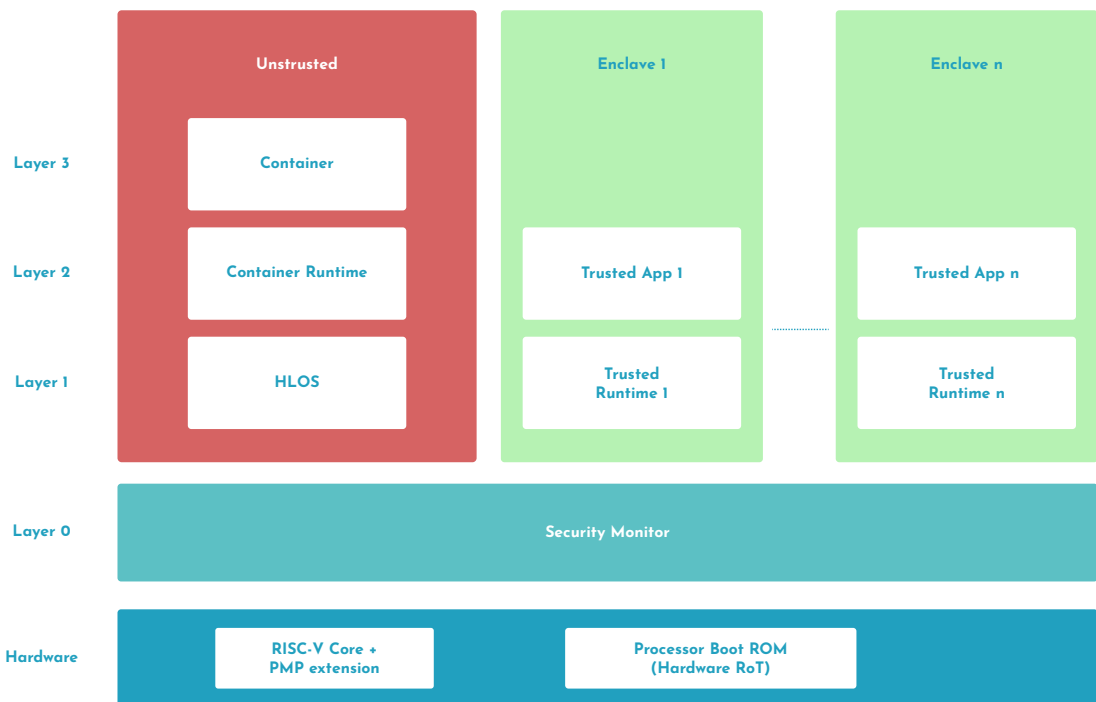 Unstrusted
Enclave 1
Enclave n
Layer 3
Container
Layer 2
Container Runtime
Trusted App 1
Trusted App n
Layer 1
HLOS
Trusted
Runtime 1
Trusted
Runtime n
Layer 0
Security Monitor
Hardware
RISC-V Core +
PMP extension
Processor Boot ROM
(Hardware RoT)